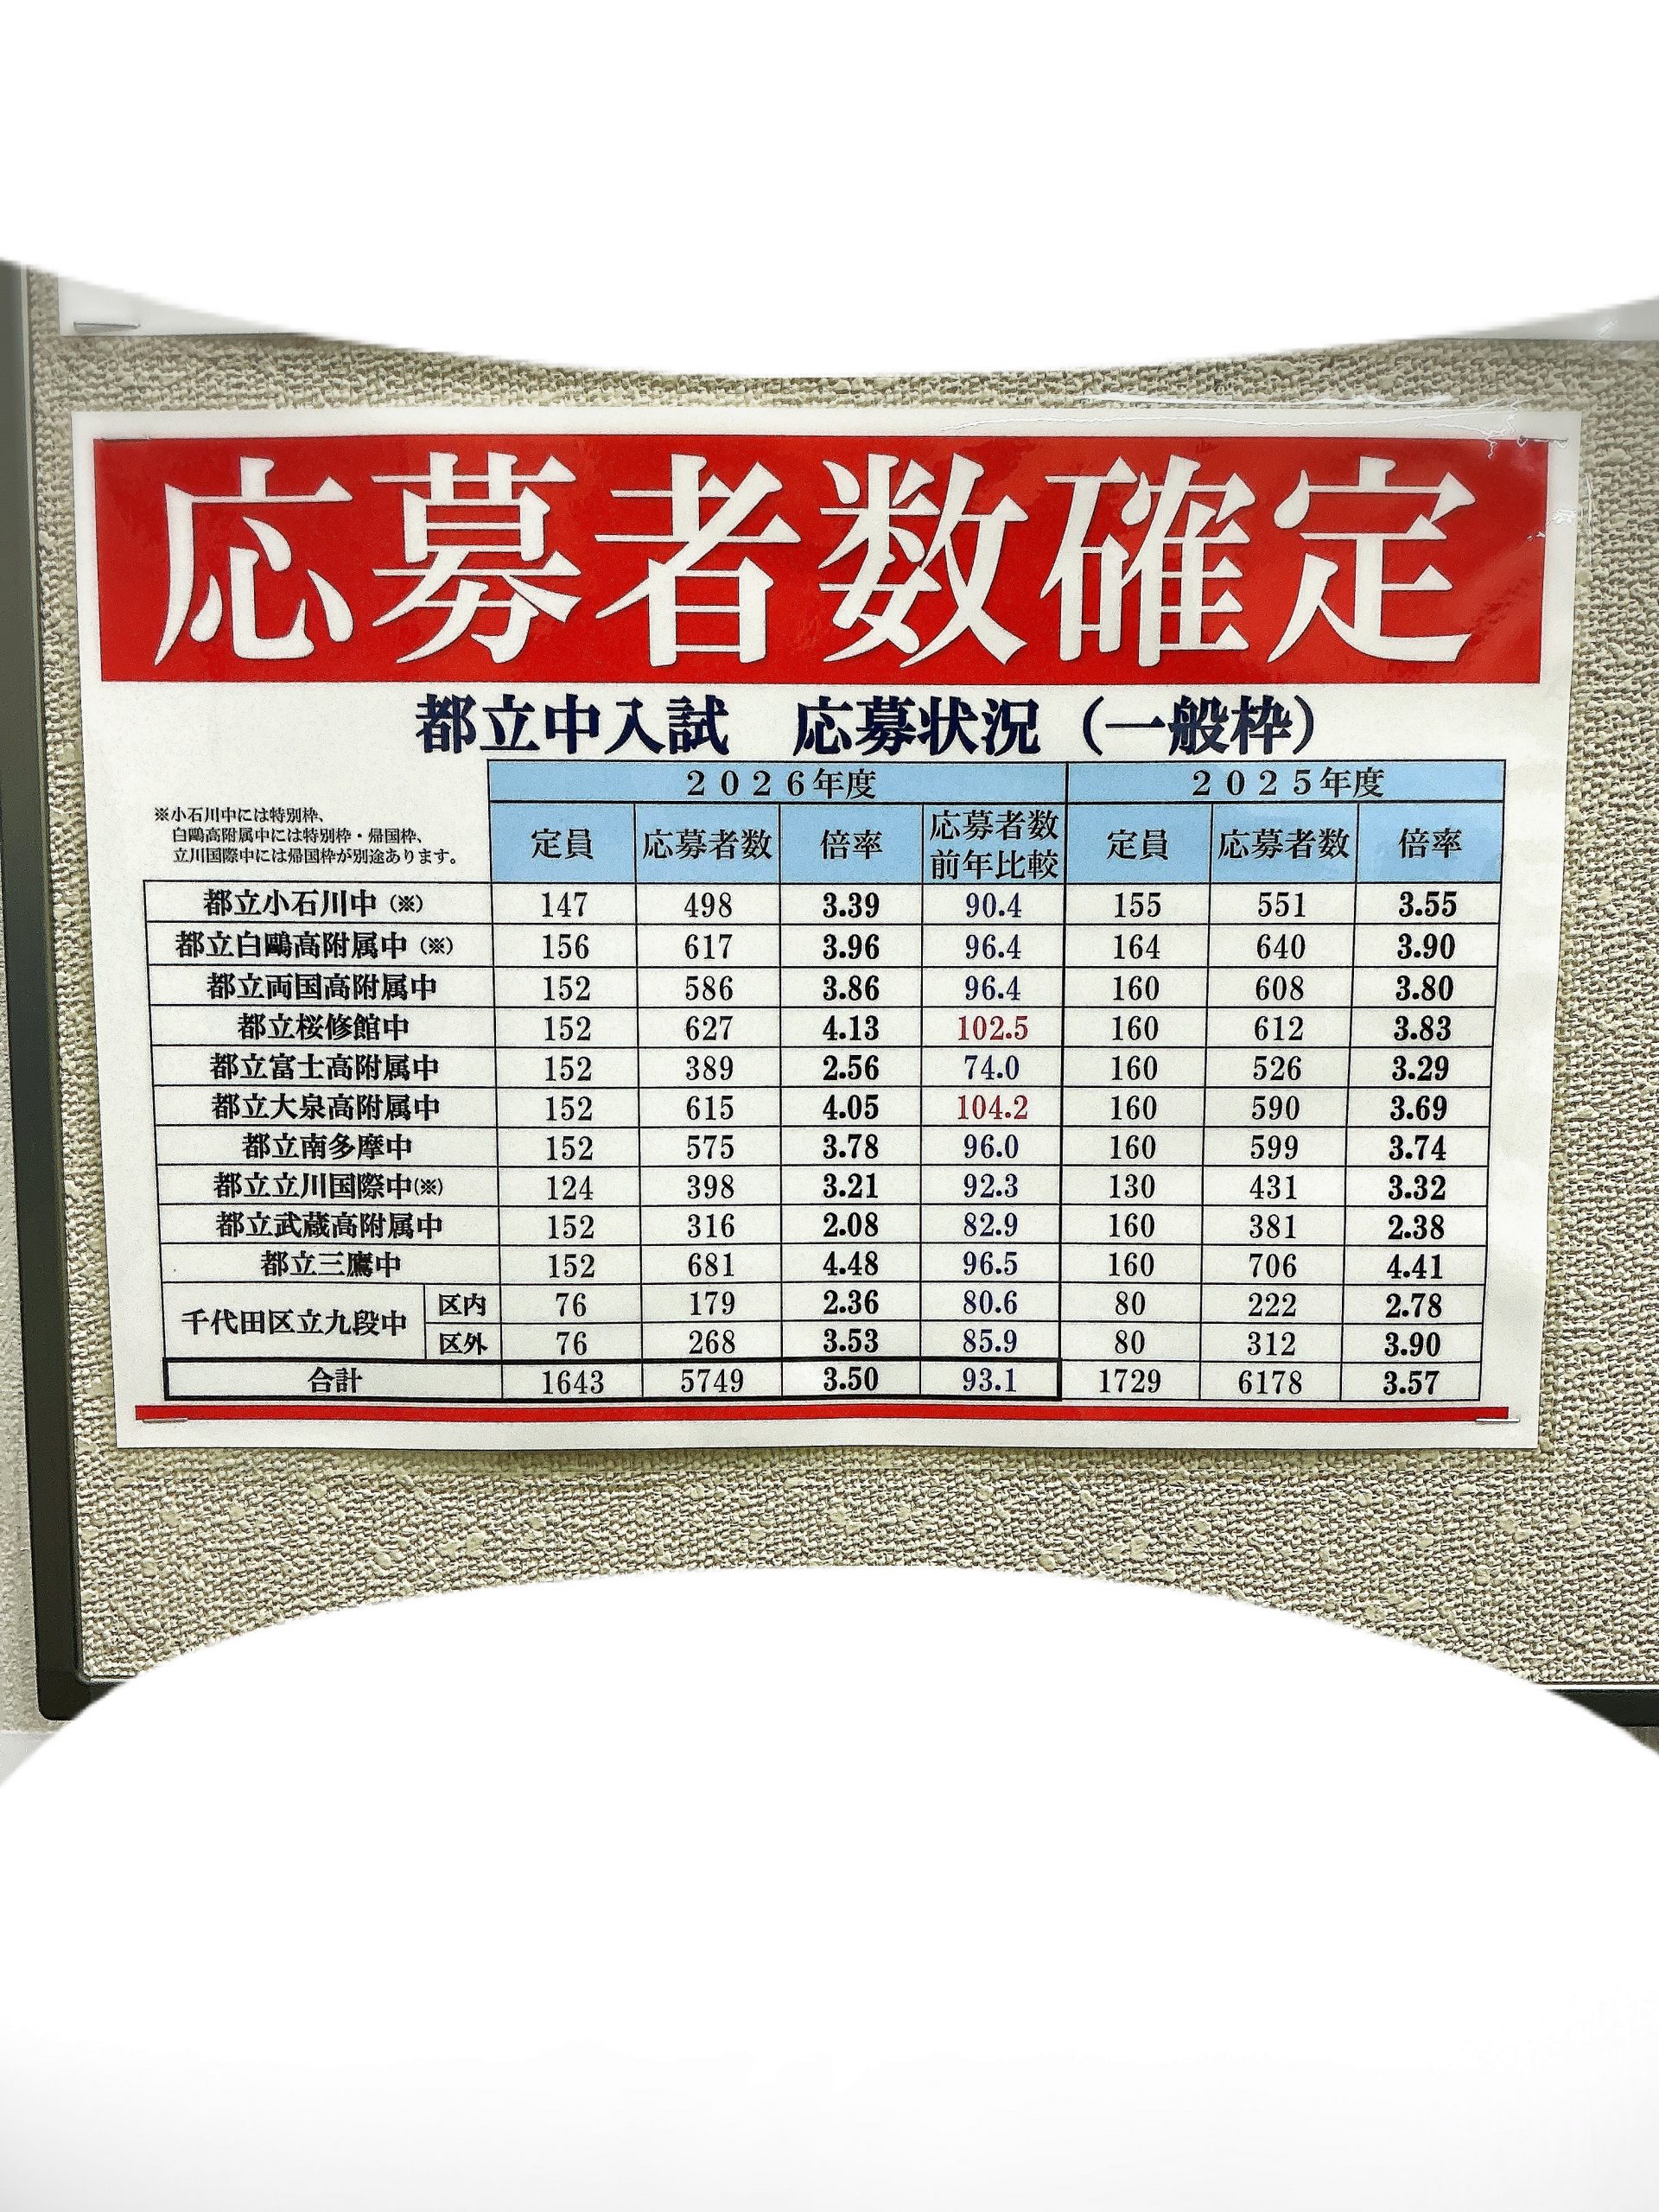 応募者数確定
都立中入試　応募状況（一般枠）
※小石川中には特別枠、
白鷗高附属中には特別枠・帰国枠、
立川国際中には帰国枠が別途あります。
２０２６年度 ２０２５年度
定員 応募者数 倍率 応募者数前年比較 定員 応募者数 倍率
都立小石川中（※） 147 498 3.39 90.4 155 551 3.55
都立白鷗高附属中（※） 156 617 3.96 96.4 164 640 3.90
都立両国高附属中 152 586 3.86 96.4 160 608 3.80
都立桜修館中 152 627 4.13 102.5 160 612 3.83
都立富士高附属中 152 389 2.56 74.0 160 526 3.29
都立大泉高附属中 152 615 4.05 104.2 160 590 3.69
都立南多摩中 152 575 3.78 96.0 160 599 3.74
都立立川国際中(※) 124 398 3.21 92.3 130 431 3.32
都立武蔵高附属中 152 316 2.08 82.9 160 381 2.38
都立三鷹中 152 681 4.48 96.5 160 706 4.41
千代田区立九段中 区内 76 179 2.36 80.6 80 222 2.78
区外 76 268 3.53 85.9 80 312 3.90
合計 1643 5749 3.50 93.1 1729 6178 3.57